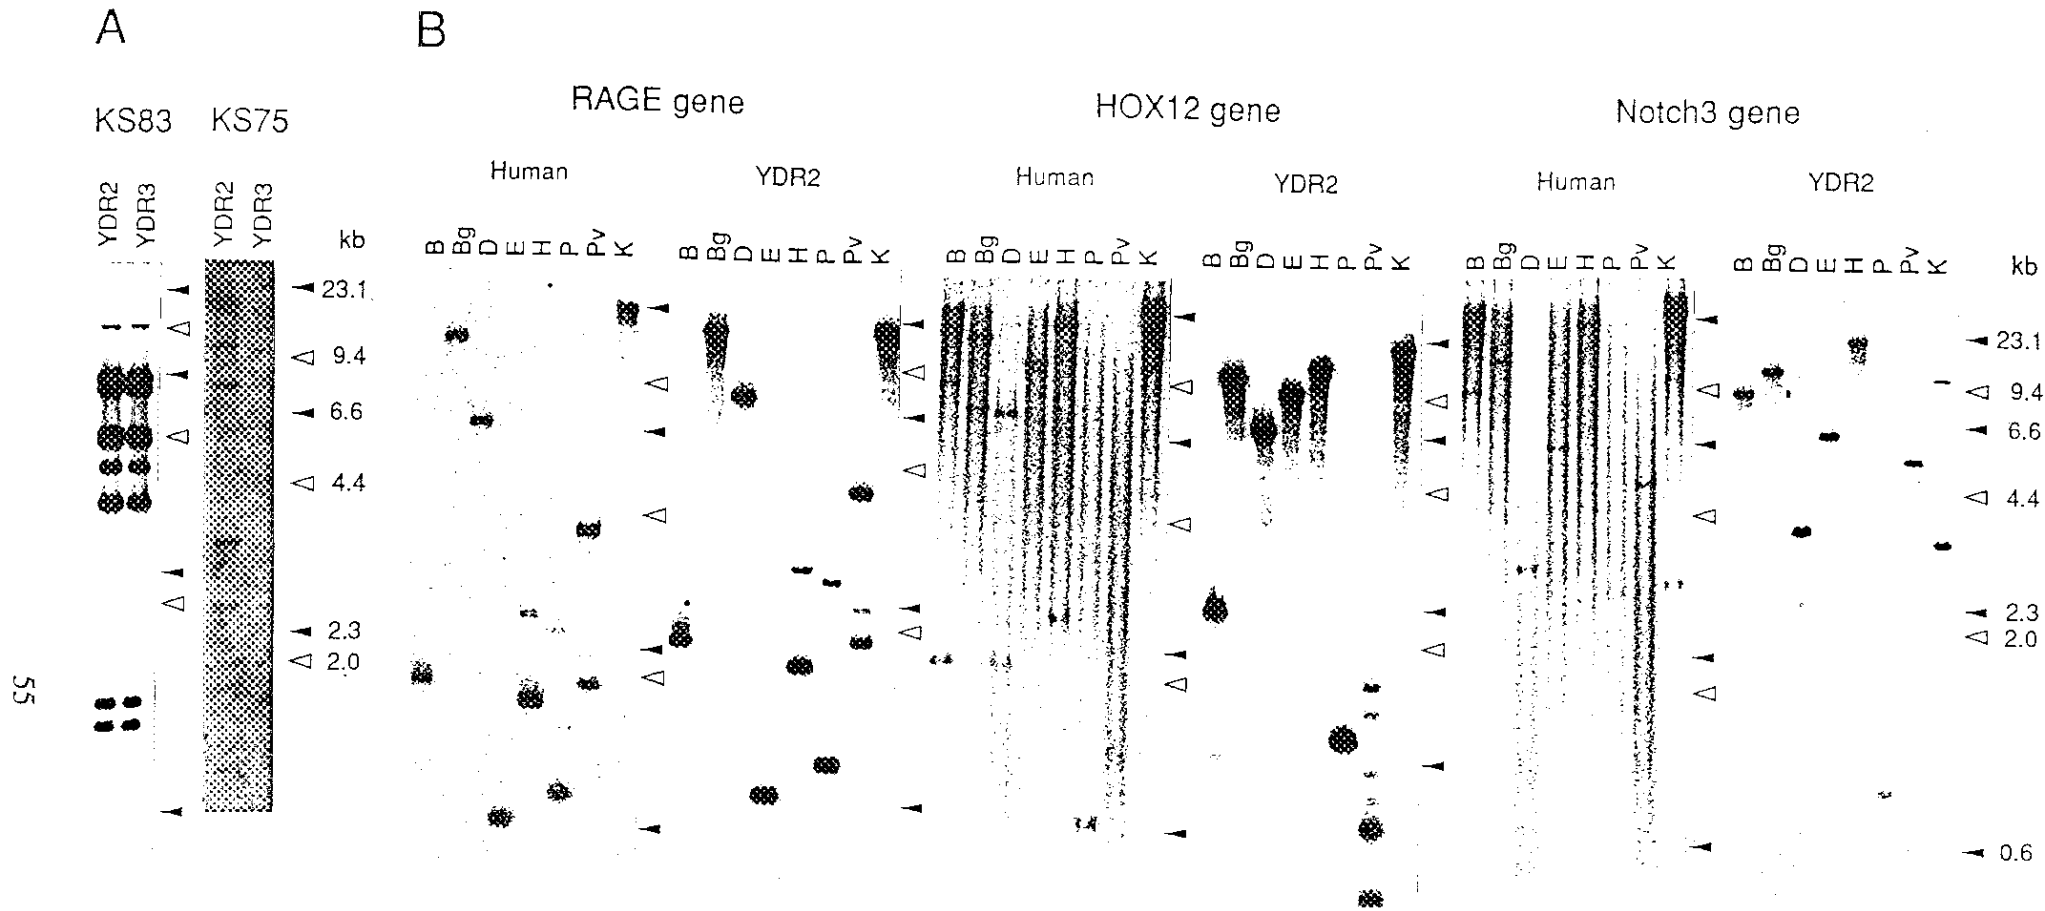 A B
KS83 KS75
RAGE gene HOX12 gene Notch3 gene
Human YDR2 Human YDR2 Human YDR2
YDR2 YDR3 YDR2 YDR3
kb
B Bg D E H P Pv K B Bg D E H P Pv K B Bg D E H P Pv K B Bg D E H P Pv K B Bg D E H P Pv K B Bg D E H P Pv K
kb
23.1
9.4
6.6
4.4
2.3
2.0
23.1
9.4
6.6
4.4
2.3
2.0
0.6
55